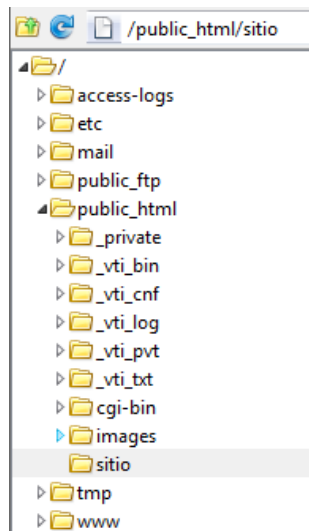 /public_html/sitio
/
access-logs
etc
mail
public_ftp
public_html
_private
_vti_bin
_vti_cnf
_vti_log
_vti_pvt
_vti_txt
cgi-bin
images
sitio
tmp
www